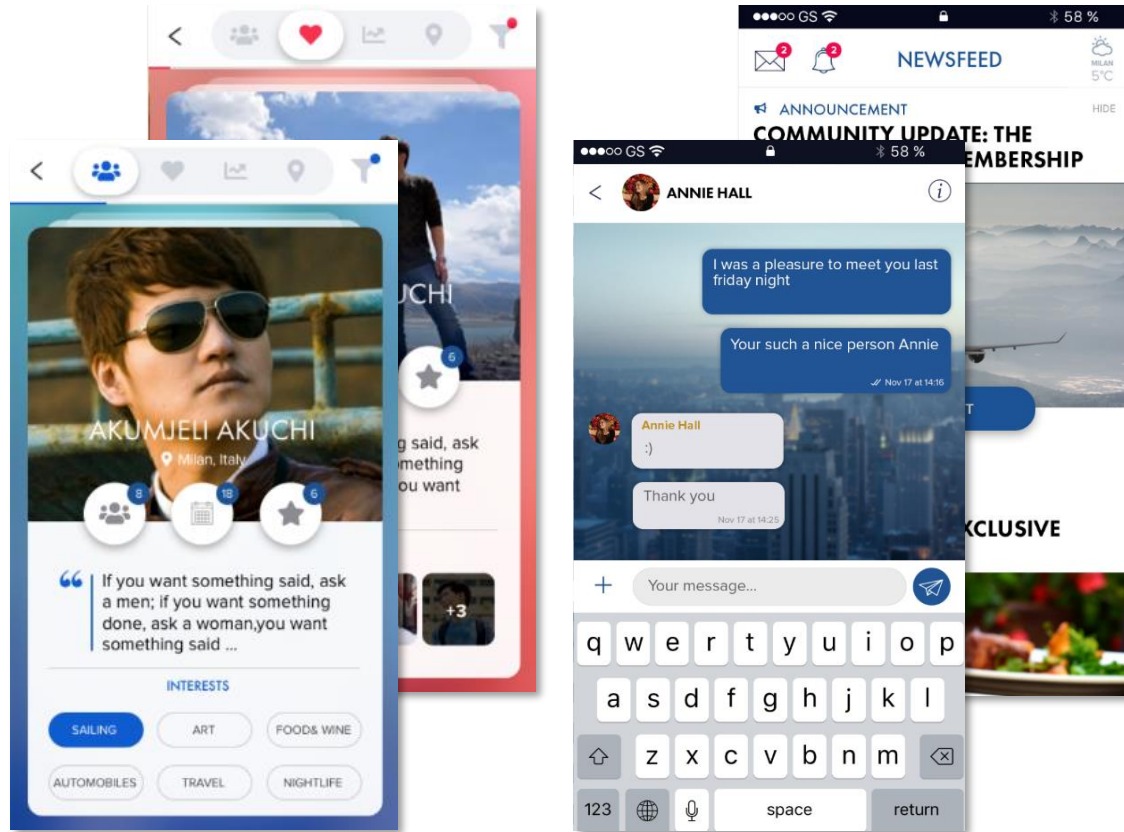 AKUCHI
6
g said, ask
mething
ou want
+3
AKUMJELI AKUCHI
Milan, Italy
8
18
6
If you want something said, ask
a men; if you want something
done, ask a woman,you want
something said ...
INTERESTS
SAILING
ART
FOOD& WINE
AUTOMOBILES
TRAVEL
NIGHTLIFE
GS
58 %
2
2
NEWSFEED
MILAN
5°C
ANNOUNCEMENT
HIDE
COMMUNITY UPDATE: THE
EMBERSHIP
T
XCLUSIVE
GS
58 %
ANNIE HALL
i
I was a pleasure to meet you last
friday night
Your such a nice person Annie
Nov 17 at 14:16
Annie Hall
:)
Thank you
Nov 17 at 14:25
Your message...
q w e r t y u i o p
a s d f g h j k l
z x c v b n m
123
space
return